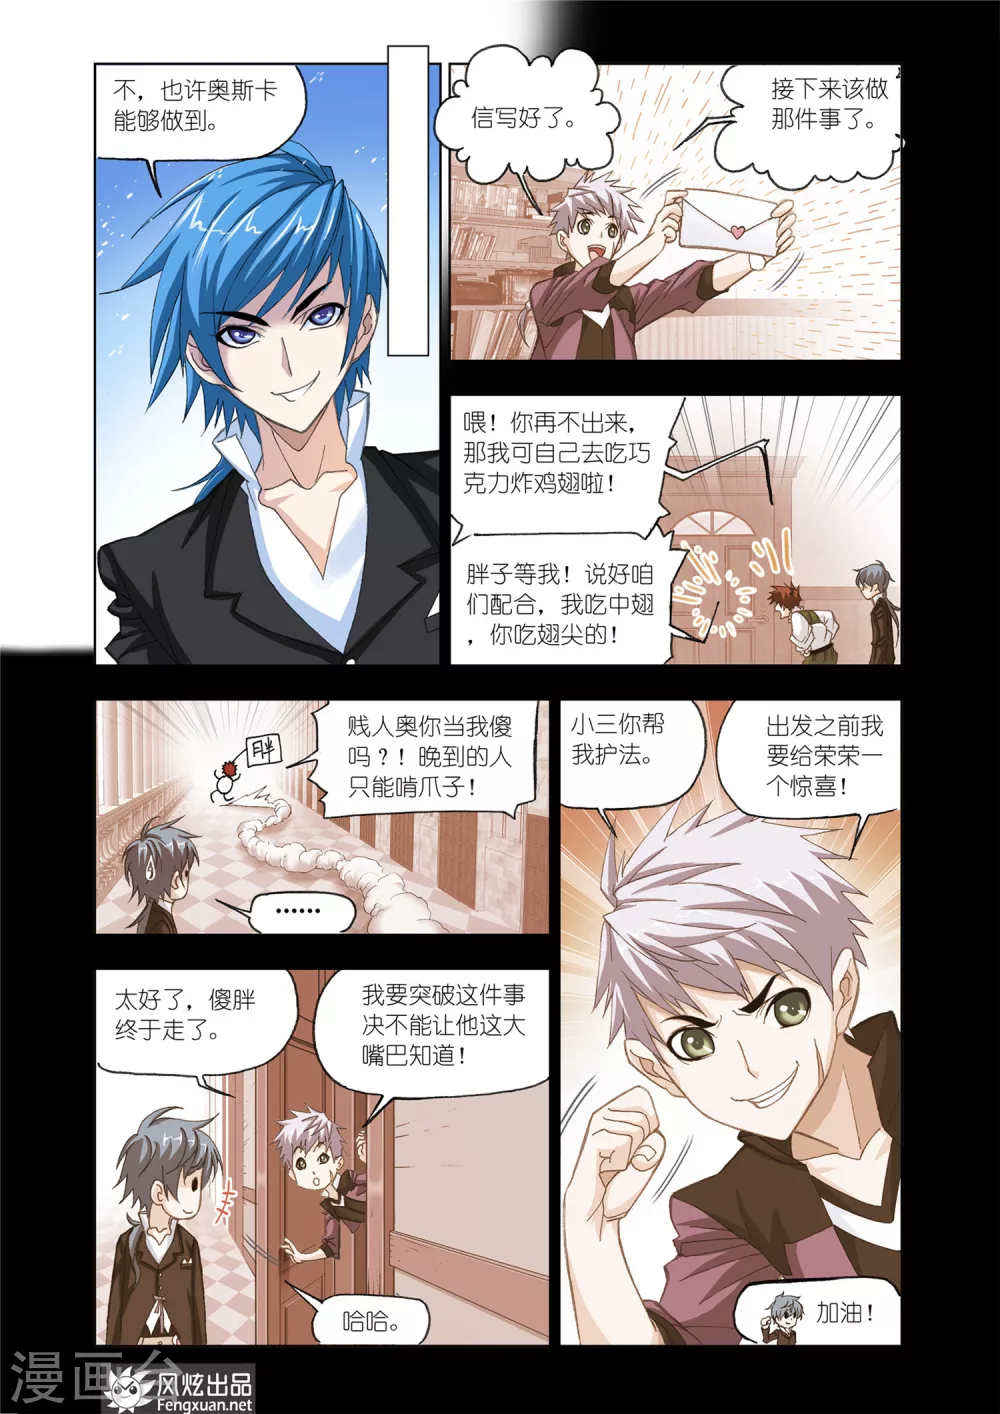 不，也许奥斯卡
能够做到。
信写好了。
接下来该做
那件事了。
喂！你再不出来，
那我可自己去吃巧
克力炸鸡翅啦！
胖子等我！说好咱
们配合，我吃中翅
，你吃翅尖的！
胖
贱人奥你当我傻
吗？！晚到的人
只能啃爪子！
……
小三你帮
我护法。
出发之前我
要给荣荣一
个惊喜！
太好了，傻胖
终于走了。
我要突破这件事
决不能让他这大
嘴巴知道！
哈哈。
加油！
漫画台
风炫出品
Fengxuan.net